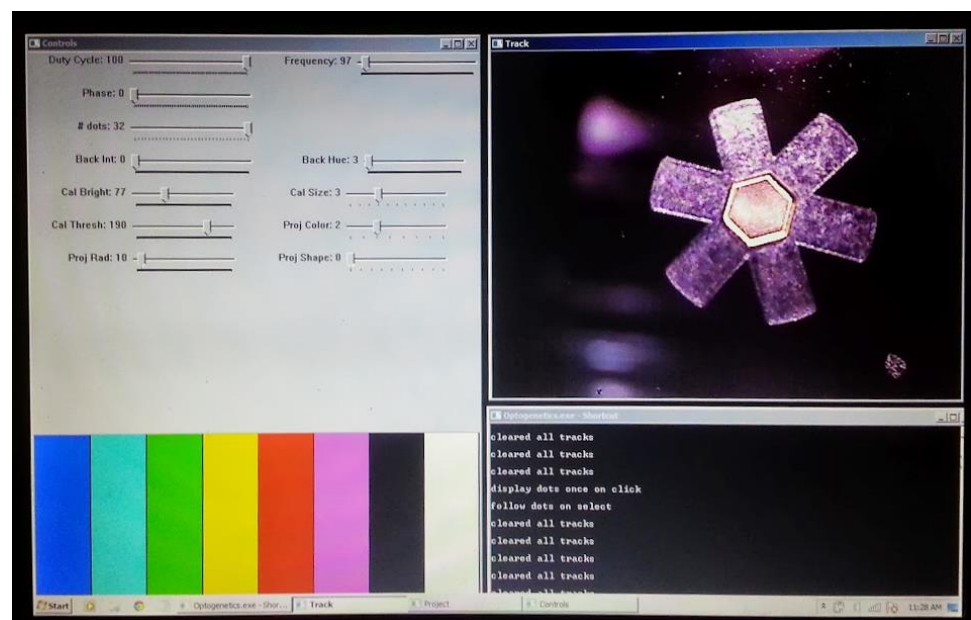 Controls
Duty Cycle: 100
Frequency: 97
Phase: 0
# dots: 32
Back Int: 0
Back Hue: 3
Cal Bright: 77
Cal Size: 3
Cal Thresh: 190
Proj Color: 2
Proj Rad: 10
Proj Shape: 0
Track
Optogenetics.exe - Shortcut
cleared all tracks
cleared all tracks
cleared all tracks
display dots once on click
follow dots on select
cleared all tracks
cleared all tracks
cleared all tracks
cleared all tracks
Start
Optogenetics.exe - Shor...
Track
Project
Controls
11:28 AM